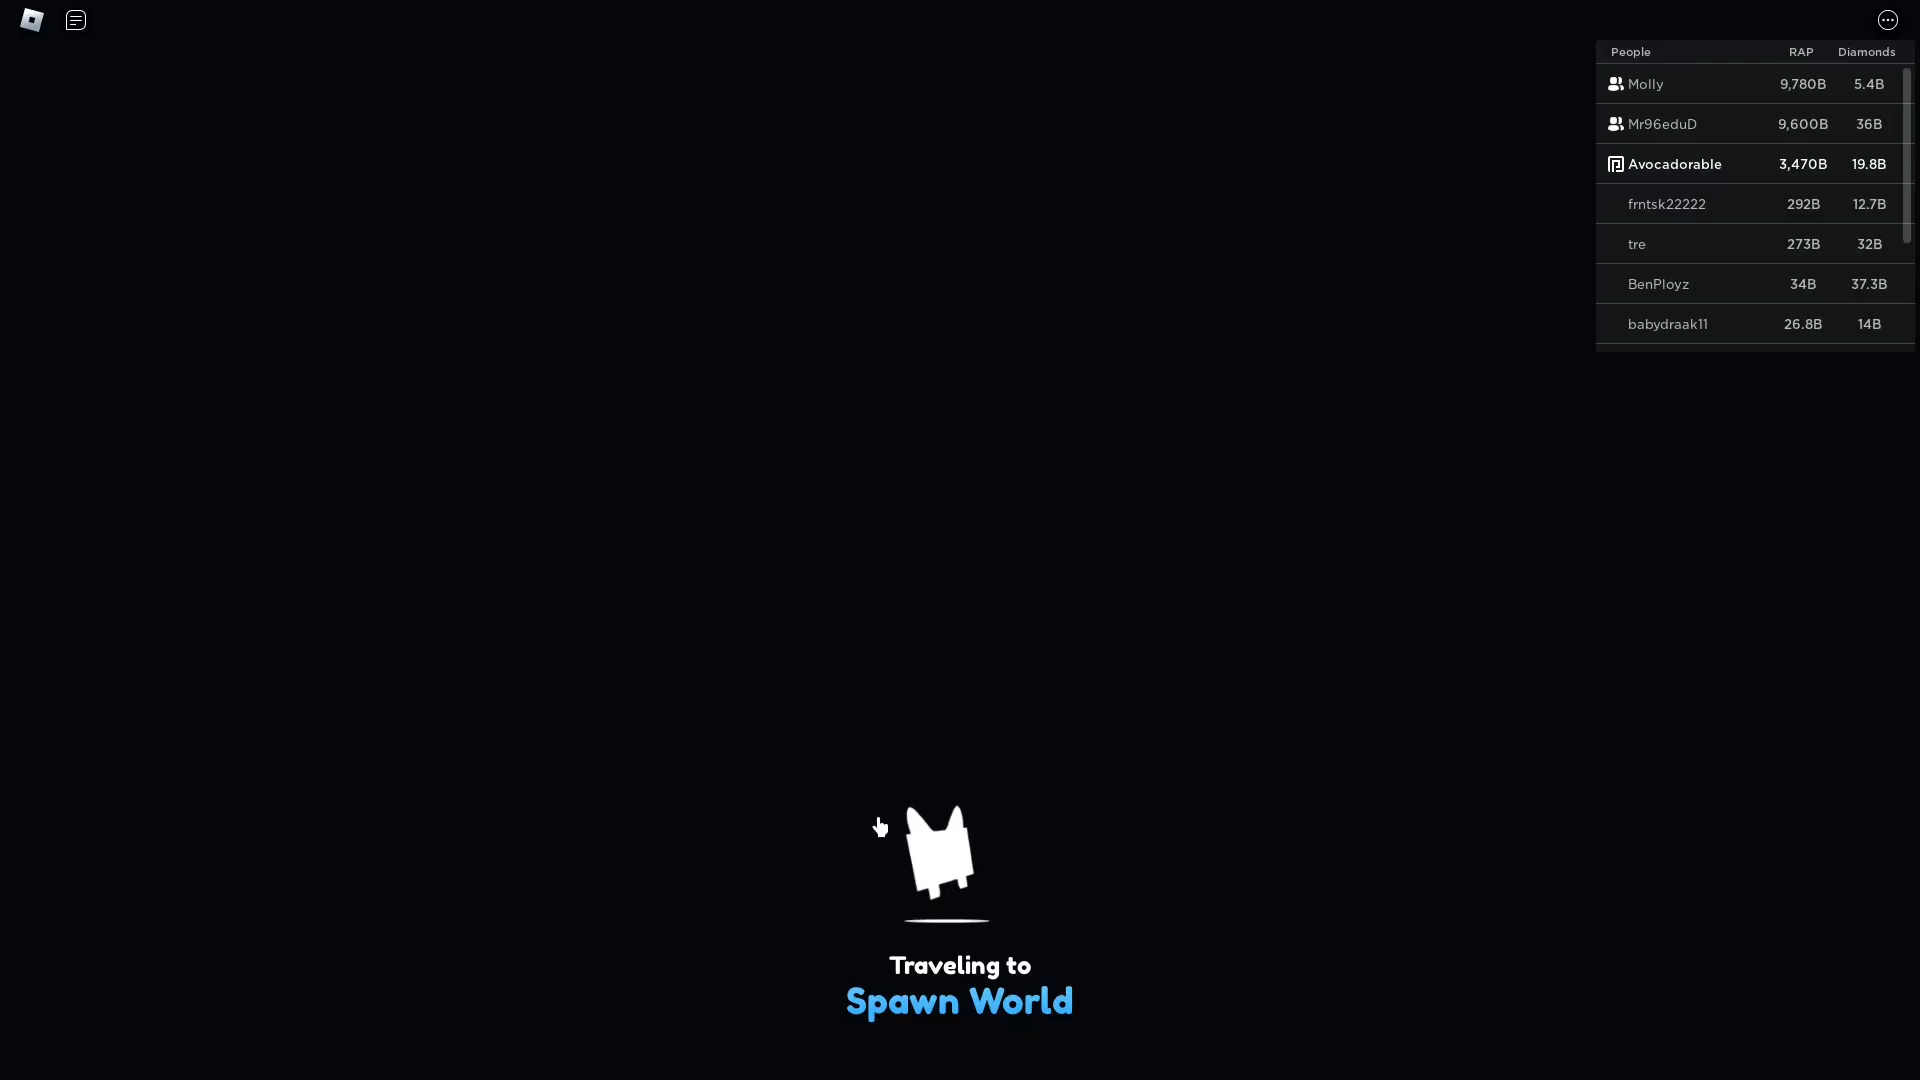 People RAP Diamonds
Molly 9,780B 5.4B
Mr96eduD 9,600B 36B
Avocadorable 3,470B 19.8B
frntsk22222 292B 12.7B
tre 273B 32B
BenPloyz 34B 37.3B
babydraak11 26.8B 14B
Traveling to
Spawn World